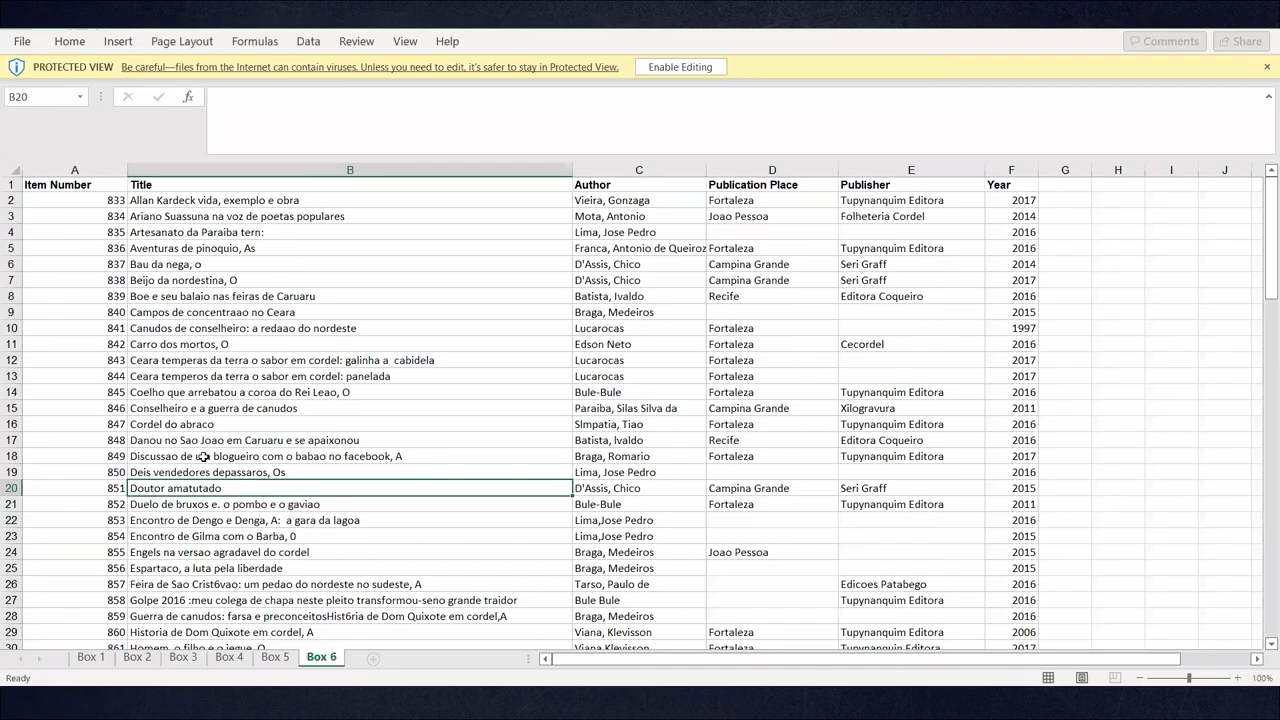 File Home Insert Page Layout Formulas Data Review View Help Comments Share
PROTECTED VIEW Be careful—files from the Internet can contain viruses. Unless you need to edit, it's safer to stay in Protected View. Enable Editing
B20 fx
A B C D E F G H I J
1 Item Number Title Author Publication Place Publisher Year
2 833 Allan Kardeck vida, exemplo e obra Vieira, Gonzaga Fortaleza Tupynanquim Editora 2017
3 834 Ariano Suassuna na voz de poetas populares Mota, Antonio Joao Pessoa Folheteria Cordel 2014
4 835 Artesanato da Paraiba tern: Lima, Jose Pedro 2016
5 836 Aventuras de pinoquio, As Franca, Antonio de Queiroz Fortaleza Tupynanquim Editora 2016
6 837 Bau da nega, o D'Assis, Chico Campina Grande Seri Graff 2014
7 838 Beijo da nordestina, O D'Assis, Chico Campina Grande Seri Graff 2017
8 839 Boe e seu balaio nas feiras de Caruaru Batista, Ivaldo Recife Editora Coqueiro 2016
9 840 Campos de concentraao no Ceara Braga, Medeiros 2015
10 841 Canudos de conselheiro: a redaao do nordeste Lucarocas Fortaleza 1997
11 842 Carro dos mortos, O Edson Neto Fortaleza Cecordel 2016
12 843 Ceara temperas da terra o sabor em cordel: galinha a cabidela Lucarocas Fortaleza 2017
13 844 Ceara temperos da terra o sabor em cordel: panelada Lucarocas Fortaleza 2017
14 845 Coelho que arrebatou a coroa do Rei Leao, O Bule-Bule Fortaleza Tupynanquim Editora 2016
15 846 Conselheiro e a guerra de canudos Paraiba, Silas Silva da Campina Grande Xilogravura 2011
16 847 Cordel do abraco Slmpatia, Tiao Fortaleza Tupynanquim Editora 2016
17 848 Danou no Sao Joao em Caruaru e se apaixonou Batista, lvaldo Recife Editora Coqueiro 2016
18 849 Discussao de blogueiro com o babao no facebook, A Braga, Romario Fortaleza Tupynanquim Editora 2017
19 850 Deis vendedores depassaros, Os Lima, Jose Pedro 2016
20 851 Doutor amatutado D'Assis, Chico Campina Grande Seri Graff 2015
21 852 Duelo de bruxos e. o pombo e o gaviao Bule-Bule Fortaleza Tupynanquim Editora 2011
22 853 Encontro de Dengo e Denga, A: a gara da lagoa Lima,Jose Pedro 2016
23 854 Encontro de Gilma com o Barba, 0 Lima,Jose Pedro 2016
24 855 Engels na versao agradavel do cordel Braga, Medeiros Joao Pessoa 2015
25 856 Espartaco, a luta pela liberdade Braga, Medeiros 2015
26 857 Feira de Sao Crist6vao: um pedao do nordeste no sudeste, A Tarso, Paulo de Edicoes Patabego 2016
27 858 Golpe 2016 :meu colega de chapa neste pleito transformou-seno grande traidor Bule Bule Tupynanquim Editora 2016
28 859 Guerra de canudos: farsa e preconceitosHist6ria de Dom Quixote em cordel,A Braga, Medeiros 2016
29 860 Historia de Dom Quixote em cordel, A Viana, Klevisson Fortaleza Tupynanquim Editora 2006
30 861 Homem, o filho e o jegue, O Viana Klevisson Fortaleza Tupynanquim Editora 2017
Box 1 Box 2 Box 3 Box 4 Box 5 Box 6
Ready 100%